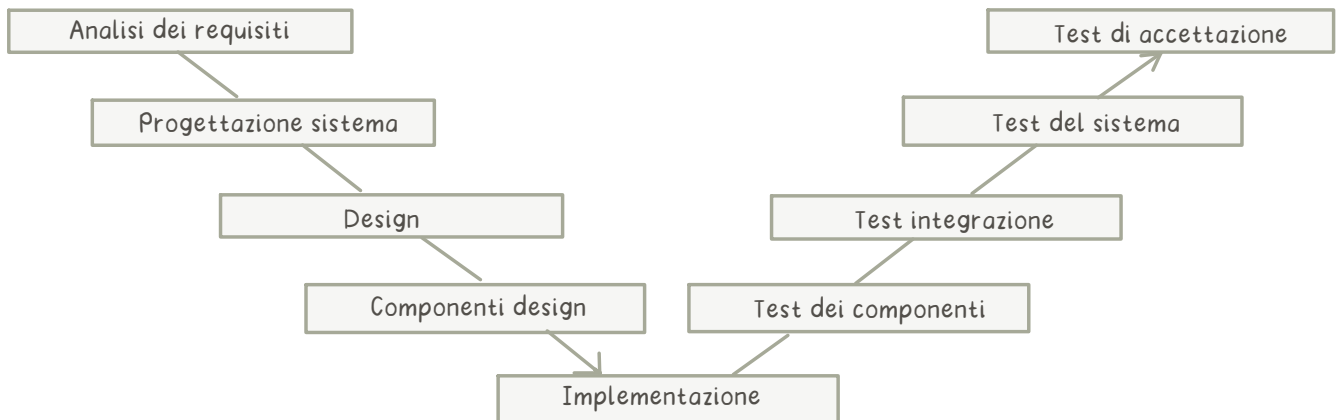 Analisi dei requisiti
Test di accettazione
Progettazione sistema
Test del sistema
Design
Test integrazione
Componenti design
Test dei componenti
Implementazione